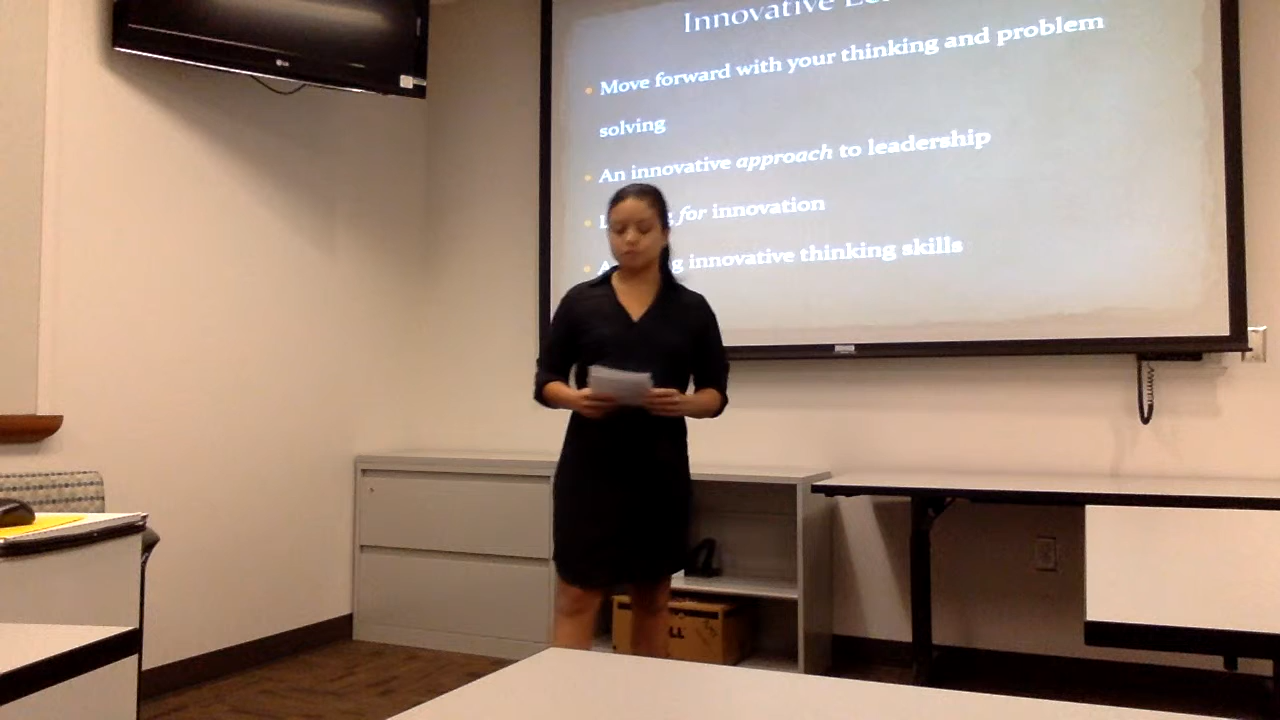 Innovative
Move forward with your thinking and problem
solving
An innovative approach to leadership
for innovation
innovative thinking skills
LG